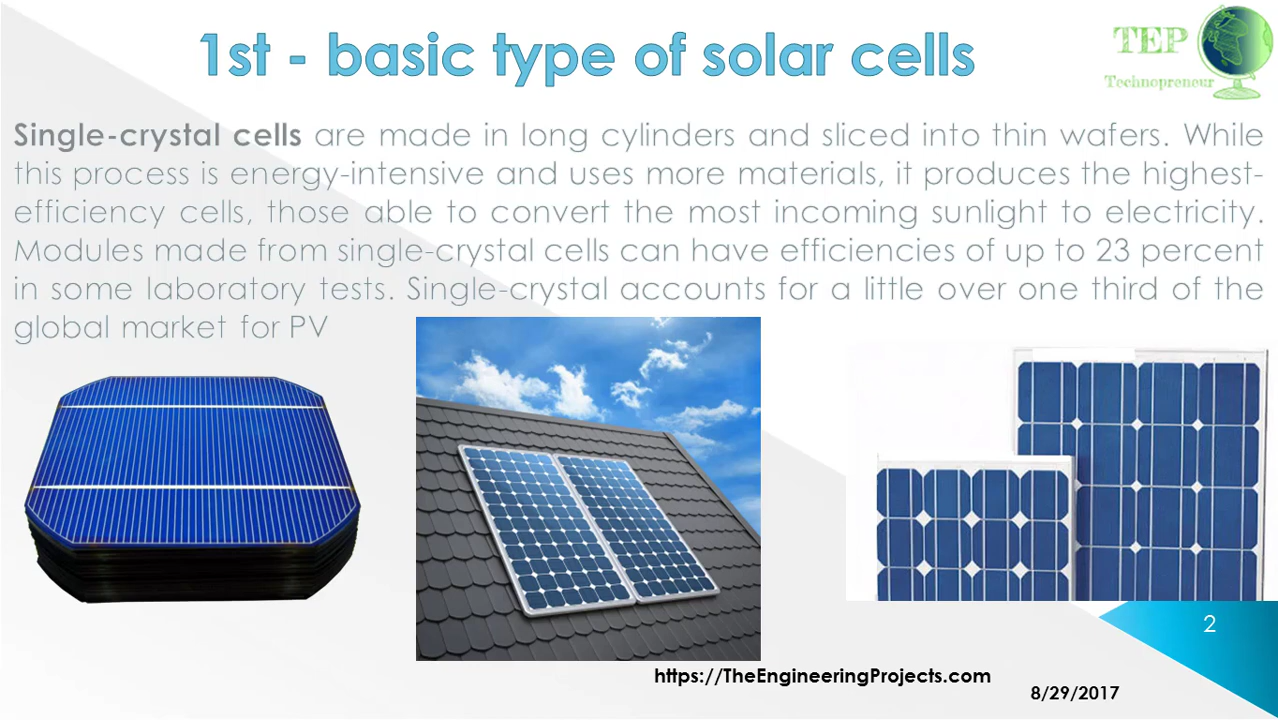 1st - basic type of solar cells
TEP
Technopreneur
Single-crystal cells are made in long cylinders and sliced into thin wafers. While
this process is energy-intensive and uses more materials, it produces the highest-
efficiency cells, those able to convert the most incoming sunlight to electricity.
Modules made from single-crystal cells can have efficiencies of up to 23 percent
in some laboratory tests. Single-crystal accounts for a little over one third of the
global market for PV
2
https://TheEngineeringProjects.com
8/29/2017